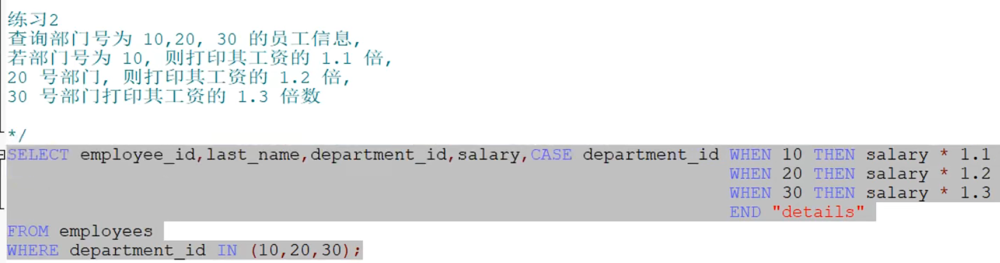 练习2
查询部门号为 10,20, 30 的员工信息,
若部门号为 10, 则打印其工资的 1.1 倍,
20 号部门, 则打印其工资的 1.2 倍,
30 号部门打印其工资的 1.3 倍数
*/
SELECT employee_id,last_name,department_id,salary,CASE department_id WHEN 10 THEN salary * 1.1
WHEN 20 THEN salary * 1.2
WHEN 30 THEN salary * 1.3
END "details"
FROM employees
WHERE department_id IN (10,20,30);